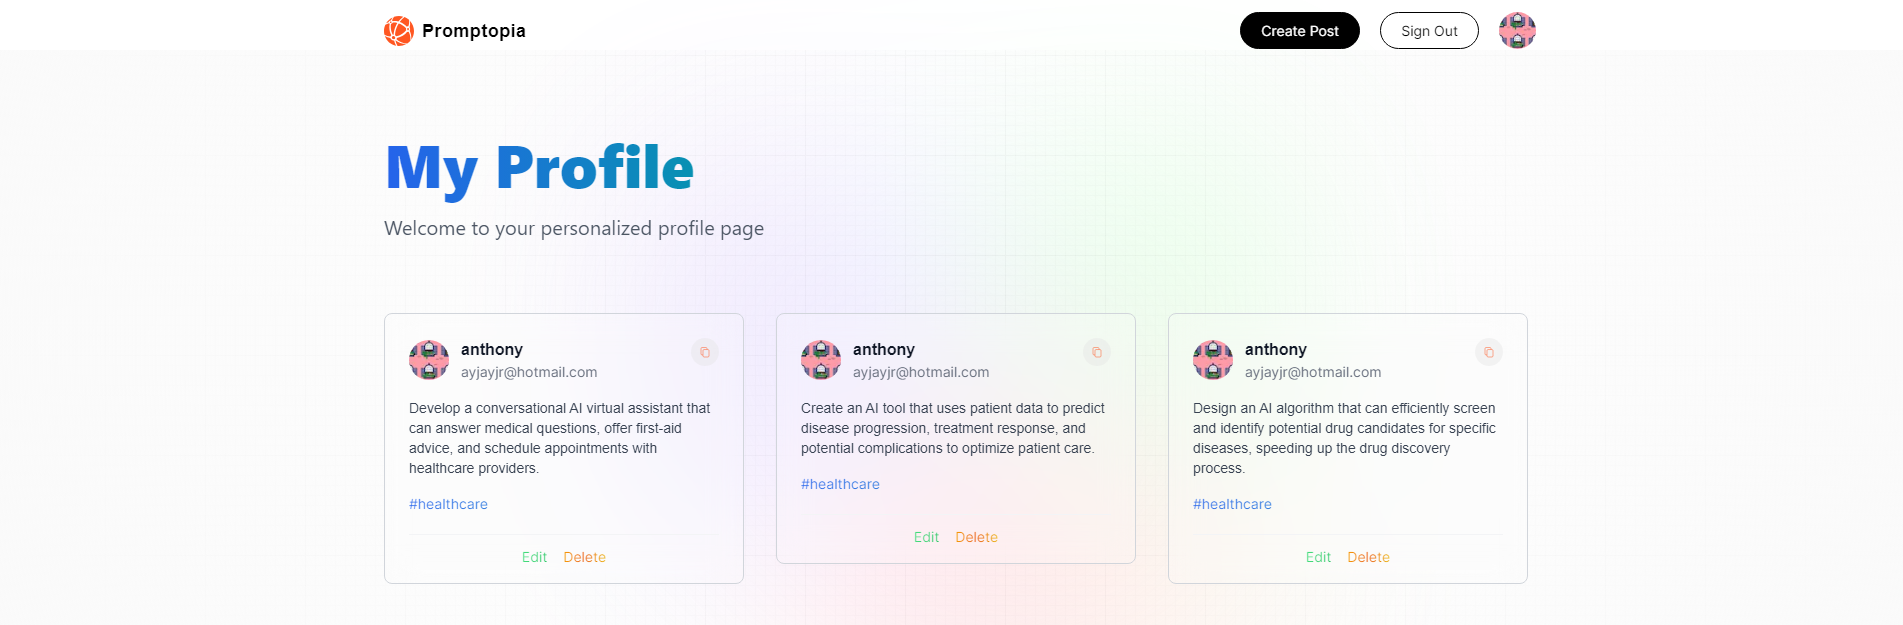 Promptopia
Create Post
Sign Out
My Profile
Welcome to your personalized profile page
anthony
ayjayjr@hotmail.com
Develop a conversational AI virtual assistant that
can answer medical questions, offer first-aid
advice, and schedule appointments with
healthcare providers.
#healthcare
Edit Delete
anthony
ayjayjr@hotmail.com
Create an AI tool that uses patient data to predict
disease progression, treatment response, and
potential complications to optimize patient care.
#healthcare
Edit Delete
anthony
ayjayjr@hotmail.com
Design an AI algorithm that can efficiently screen
and identify potential drug candidates for specific
diseases, speeding up the drug discovery
process.
#healthcare
Edit Delete